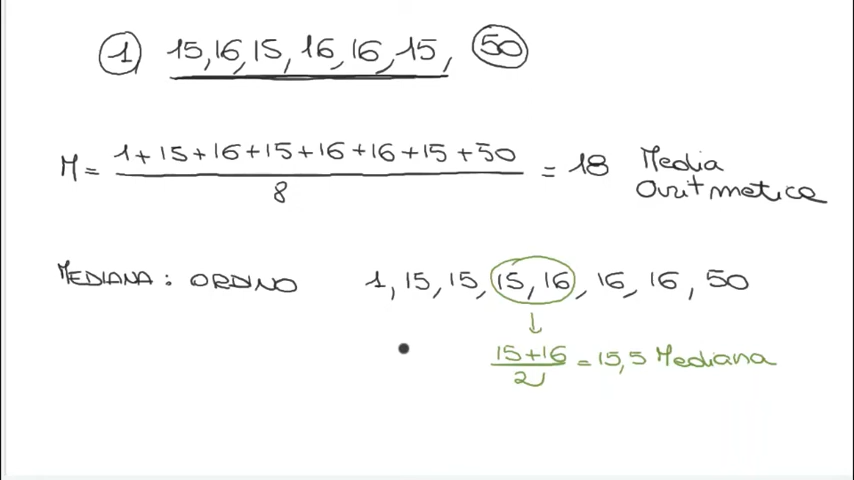 1 15, 16, 15, 16, 16, 15, 50
M = 1 + 15 + 16 + 15 + 16 + 16 + 15 + 50 / 8 = 18 Media
aritmetica
MEDIANA : ORDINO 1, 15, 15, 15, 16, 16, 16, 50
15 + 16 / 2 = 15,5 Mediana